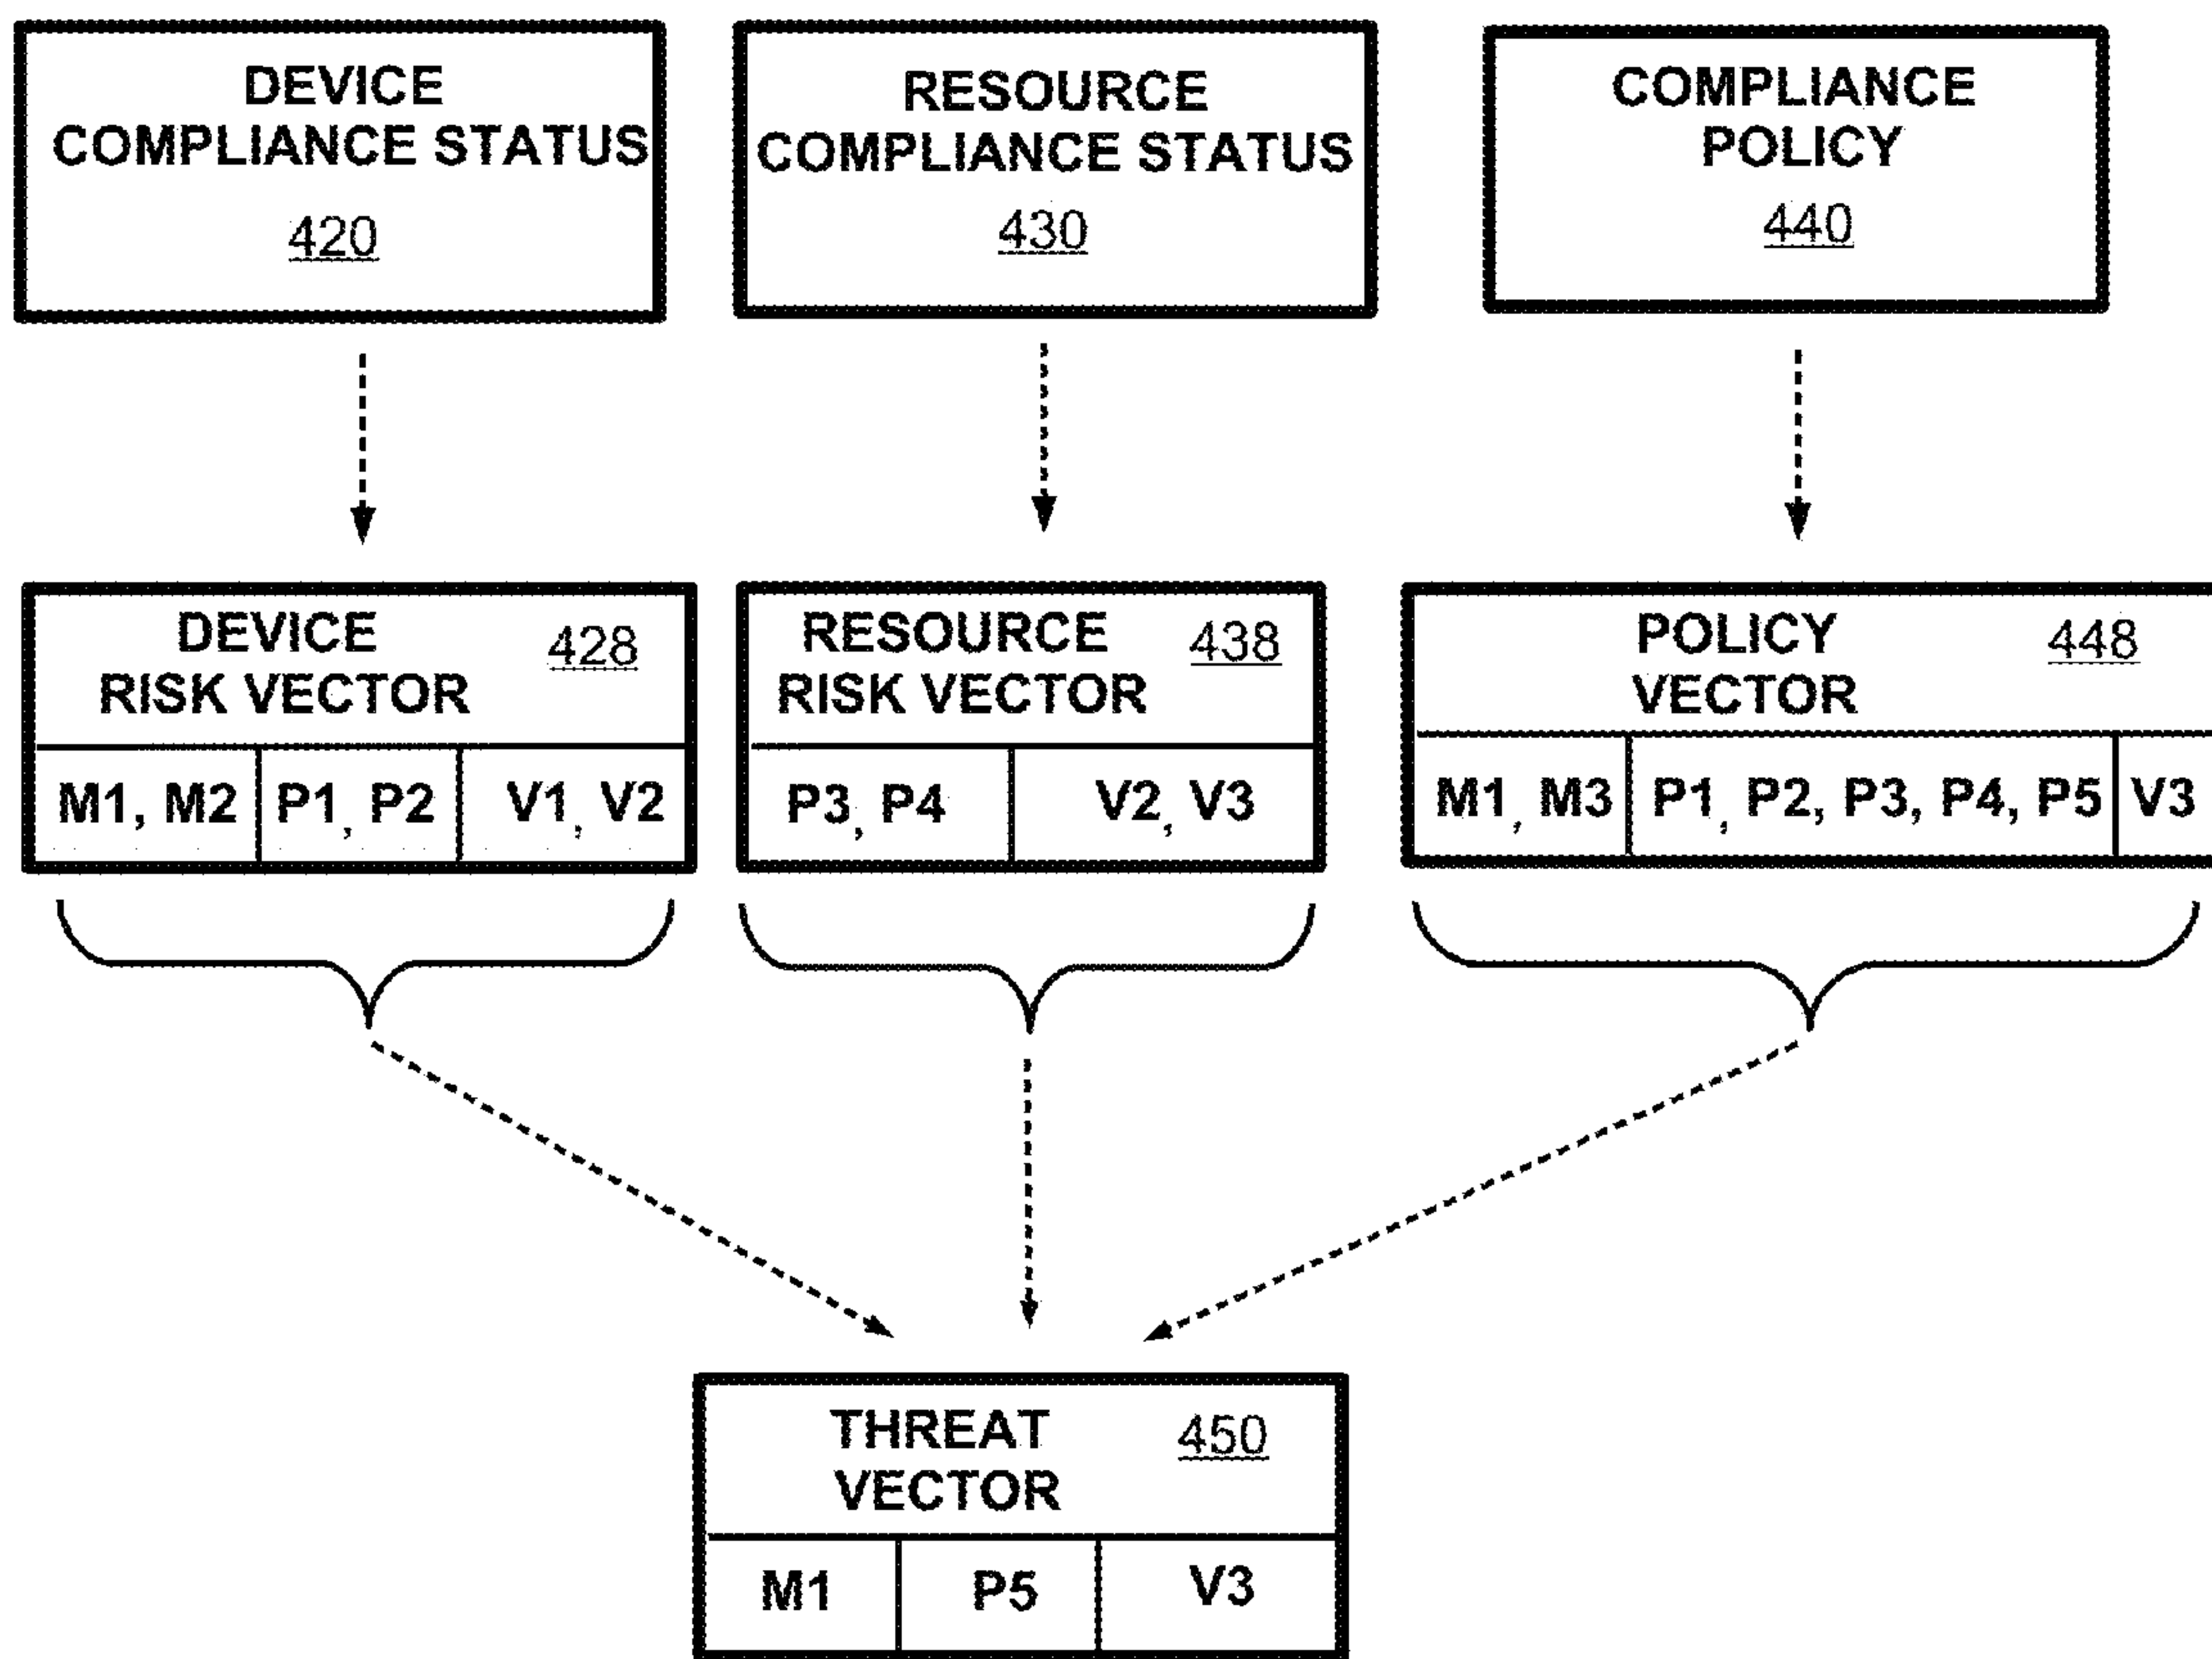 DEVICE
COMPLIANCE STATUS
420
RESOURCE
COMPLIANCE STATUS
430
COMPLIANCE
POLICY
440
DEVICE
RISK VECTOR
428
M1, M2
P1, P2
V1, V2
RESOURCE
RISK VECTOR
438
P3, P4
V2, V3
POLICY
VECTOR
448
M1, M3
P1, P2, P3, P4, P5
V3
THREAT
VECTOR
450
M1
P5
V3